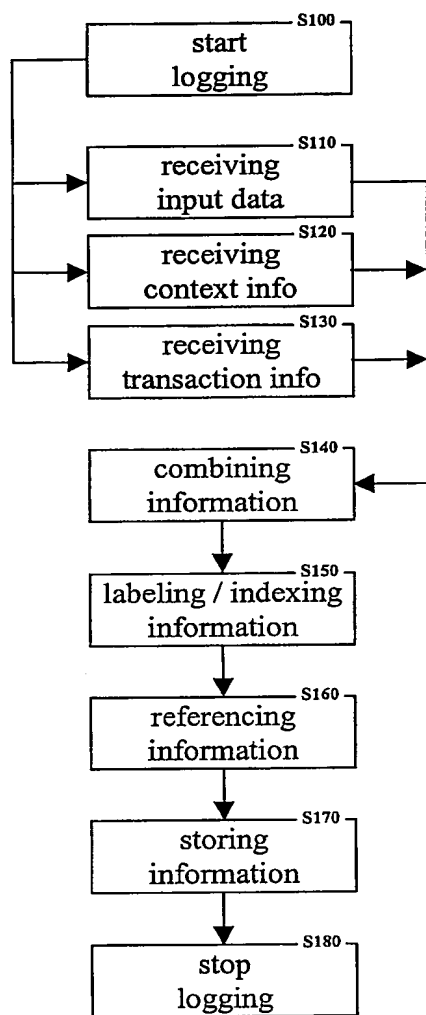 S100
start
logging
S110
receiving
input data
S120
receiving
context info
S130
receiving
transaction info
S140
combining
information
S150
labeling / indexing
information
S160
referencing
information
S170
storing
information
S180
stop
logging